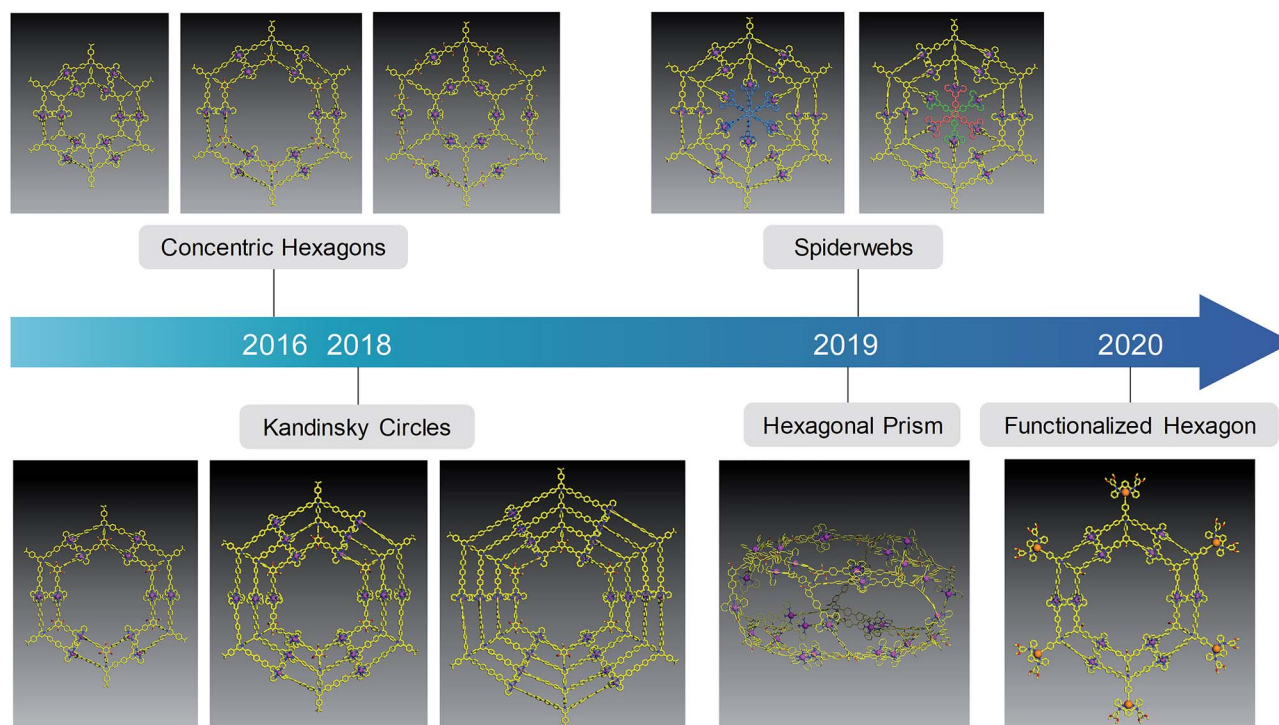 Concentric Hexagons
Spiderwebs
2016 2018 2019 2020
Kandinsky Circles
Hexagonal Prism
Functionalized Hexagon